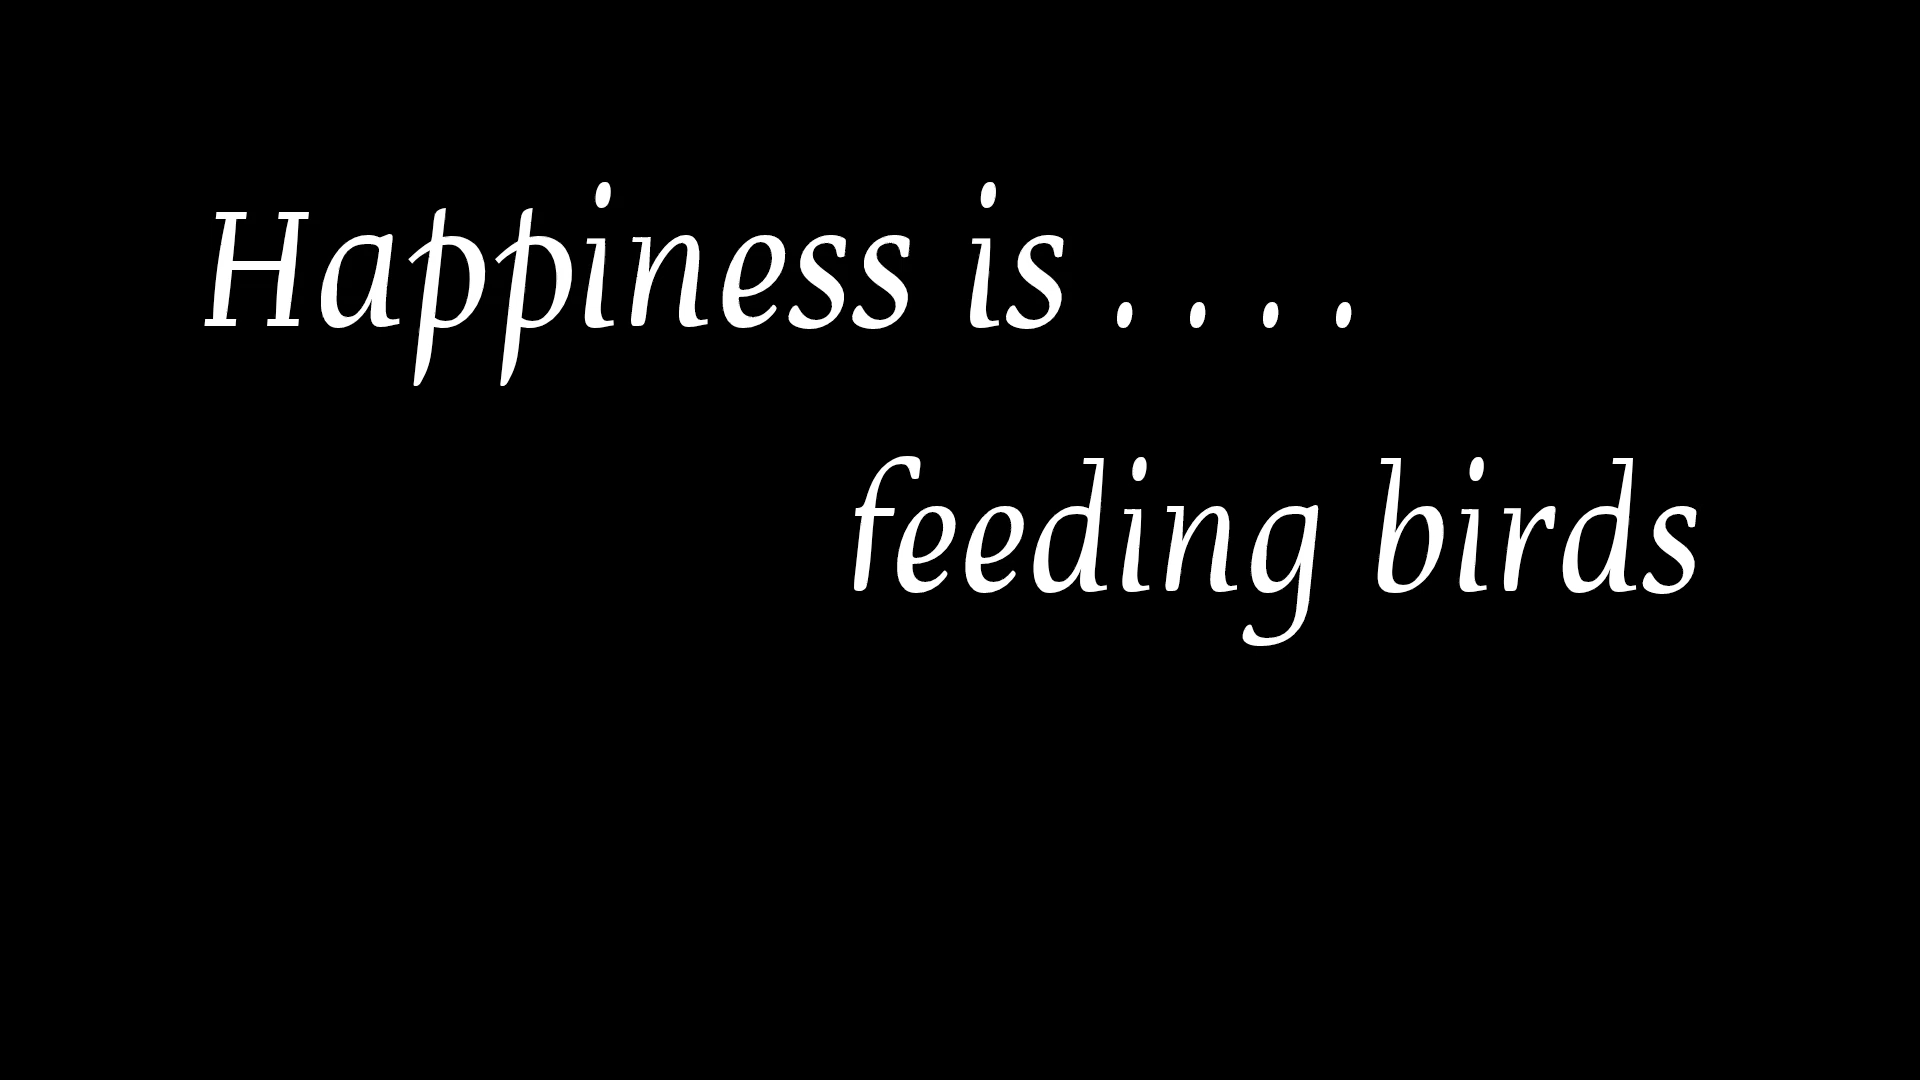 Happiness is . . . .
feeding birds